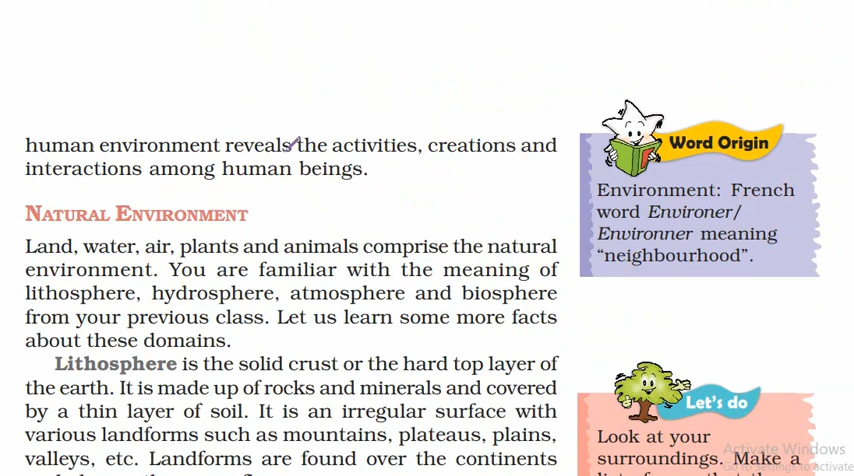 human environment reveals the activities, creations and
interactions among human beings.
NATURAL ENVIRONMENT
Land, water, air, plants and animals comprise the natural
environment. You are familiar with the meaning of
lithosphere, hydrosphere, atmosphere and biosphere
from your previous class. Let us learn some more facts
about these domains.
Lithosphere is the solid crust or the hard top layer of
the earth. It is made up of rocks and minerals and covered
by a thin layer of soil. It is an irregular surface with
various landforms such as mountains, plateaus, plains,
valleys, etc. Landforms are found over the continents
Word Origin
Environment: French
word Environer/
Environner meaning
“neighbourhood”.
Let's do
Look at your
surroundings. Make a
Activate Windows
Go to Settings to activate